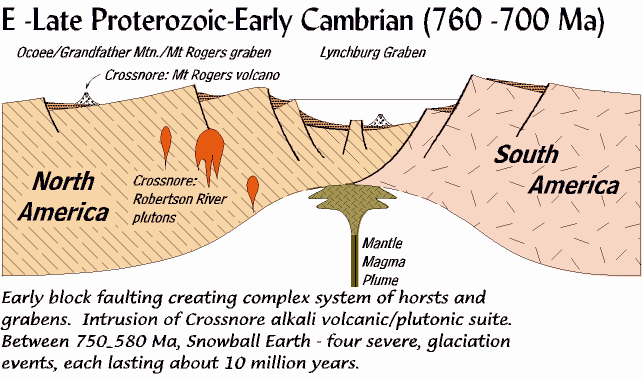 E -Late Proterozoic-Early Cambrian (760 -700 Ma)
Ocoee/Grandfather Mtn./Mt Rogers graben
Lynchburg Graben
Crossnore: Mt Rogers volcano
North
America
Crossnore:
Robertson River
plutons
South
America
Mantle
Magma
Plume
Early block faulting creating complex system of horsts and
grabens. Intrusion of Crossnore alkali volcanic/plutonic suite.
Between 750_580 Ma, Snowball Earth - four severe, glaciation
events, each lasting about 10 million years.